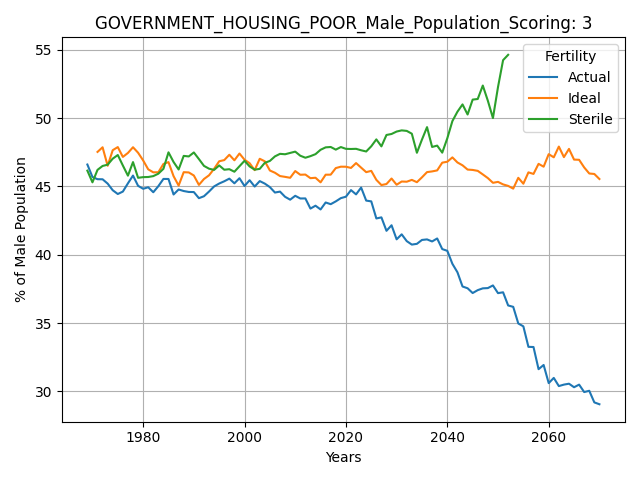 GOVERNMENT_HOUSING_POOR_Male_Population_Scoring: 3
% of Male Population
55
50
45
40
35
30
Fertility
Actual
Ideal
Sterile
1980 2000 2020 2040 2060
Years